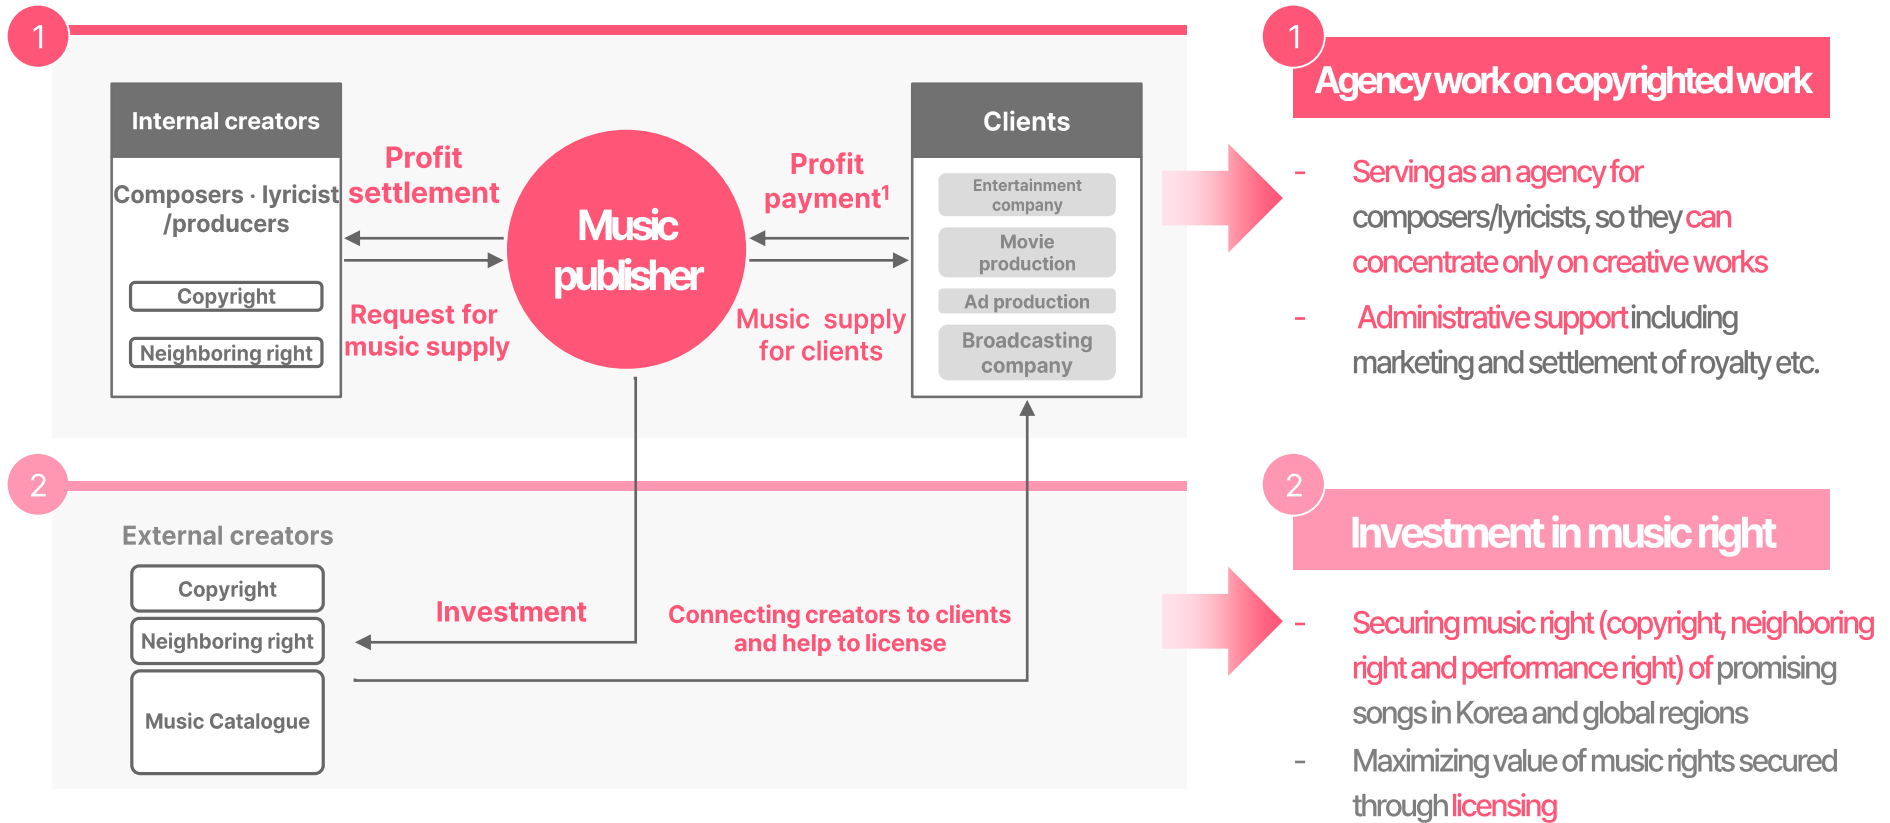 1
Internal creators
Composers · lyricist
/producers
Copyright
Neighboring right
Profit
settlement
Request for
music supply
Music
publisher
Profit
payment¹
Music supply
for clients
Clients
Entertainment
company
Movie
production
Ad production
Broadcasting
company
1
Agency work on copyrighted work
- Serving as an agency for
composers/lyricists, so they can
concentrate only on creative works
- Administrative support including
marketing and settlement of royalty etc.
2
External creators
Copyright
Neighboring right
Music Catalogue
Investment
Connecting creators to clients
and help to license
2
Investment in music right
- Securing music right (copyright, neighboring
right and performance right) of promising
songs in Korea and global regions
- Maximizing value of music rights secured
through licensing